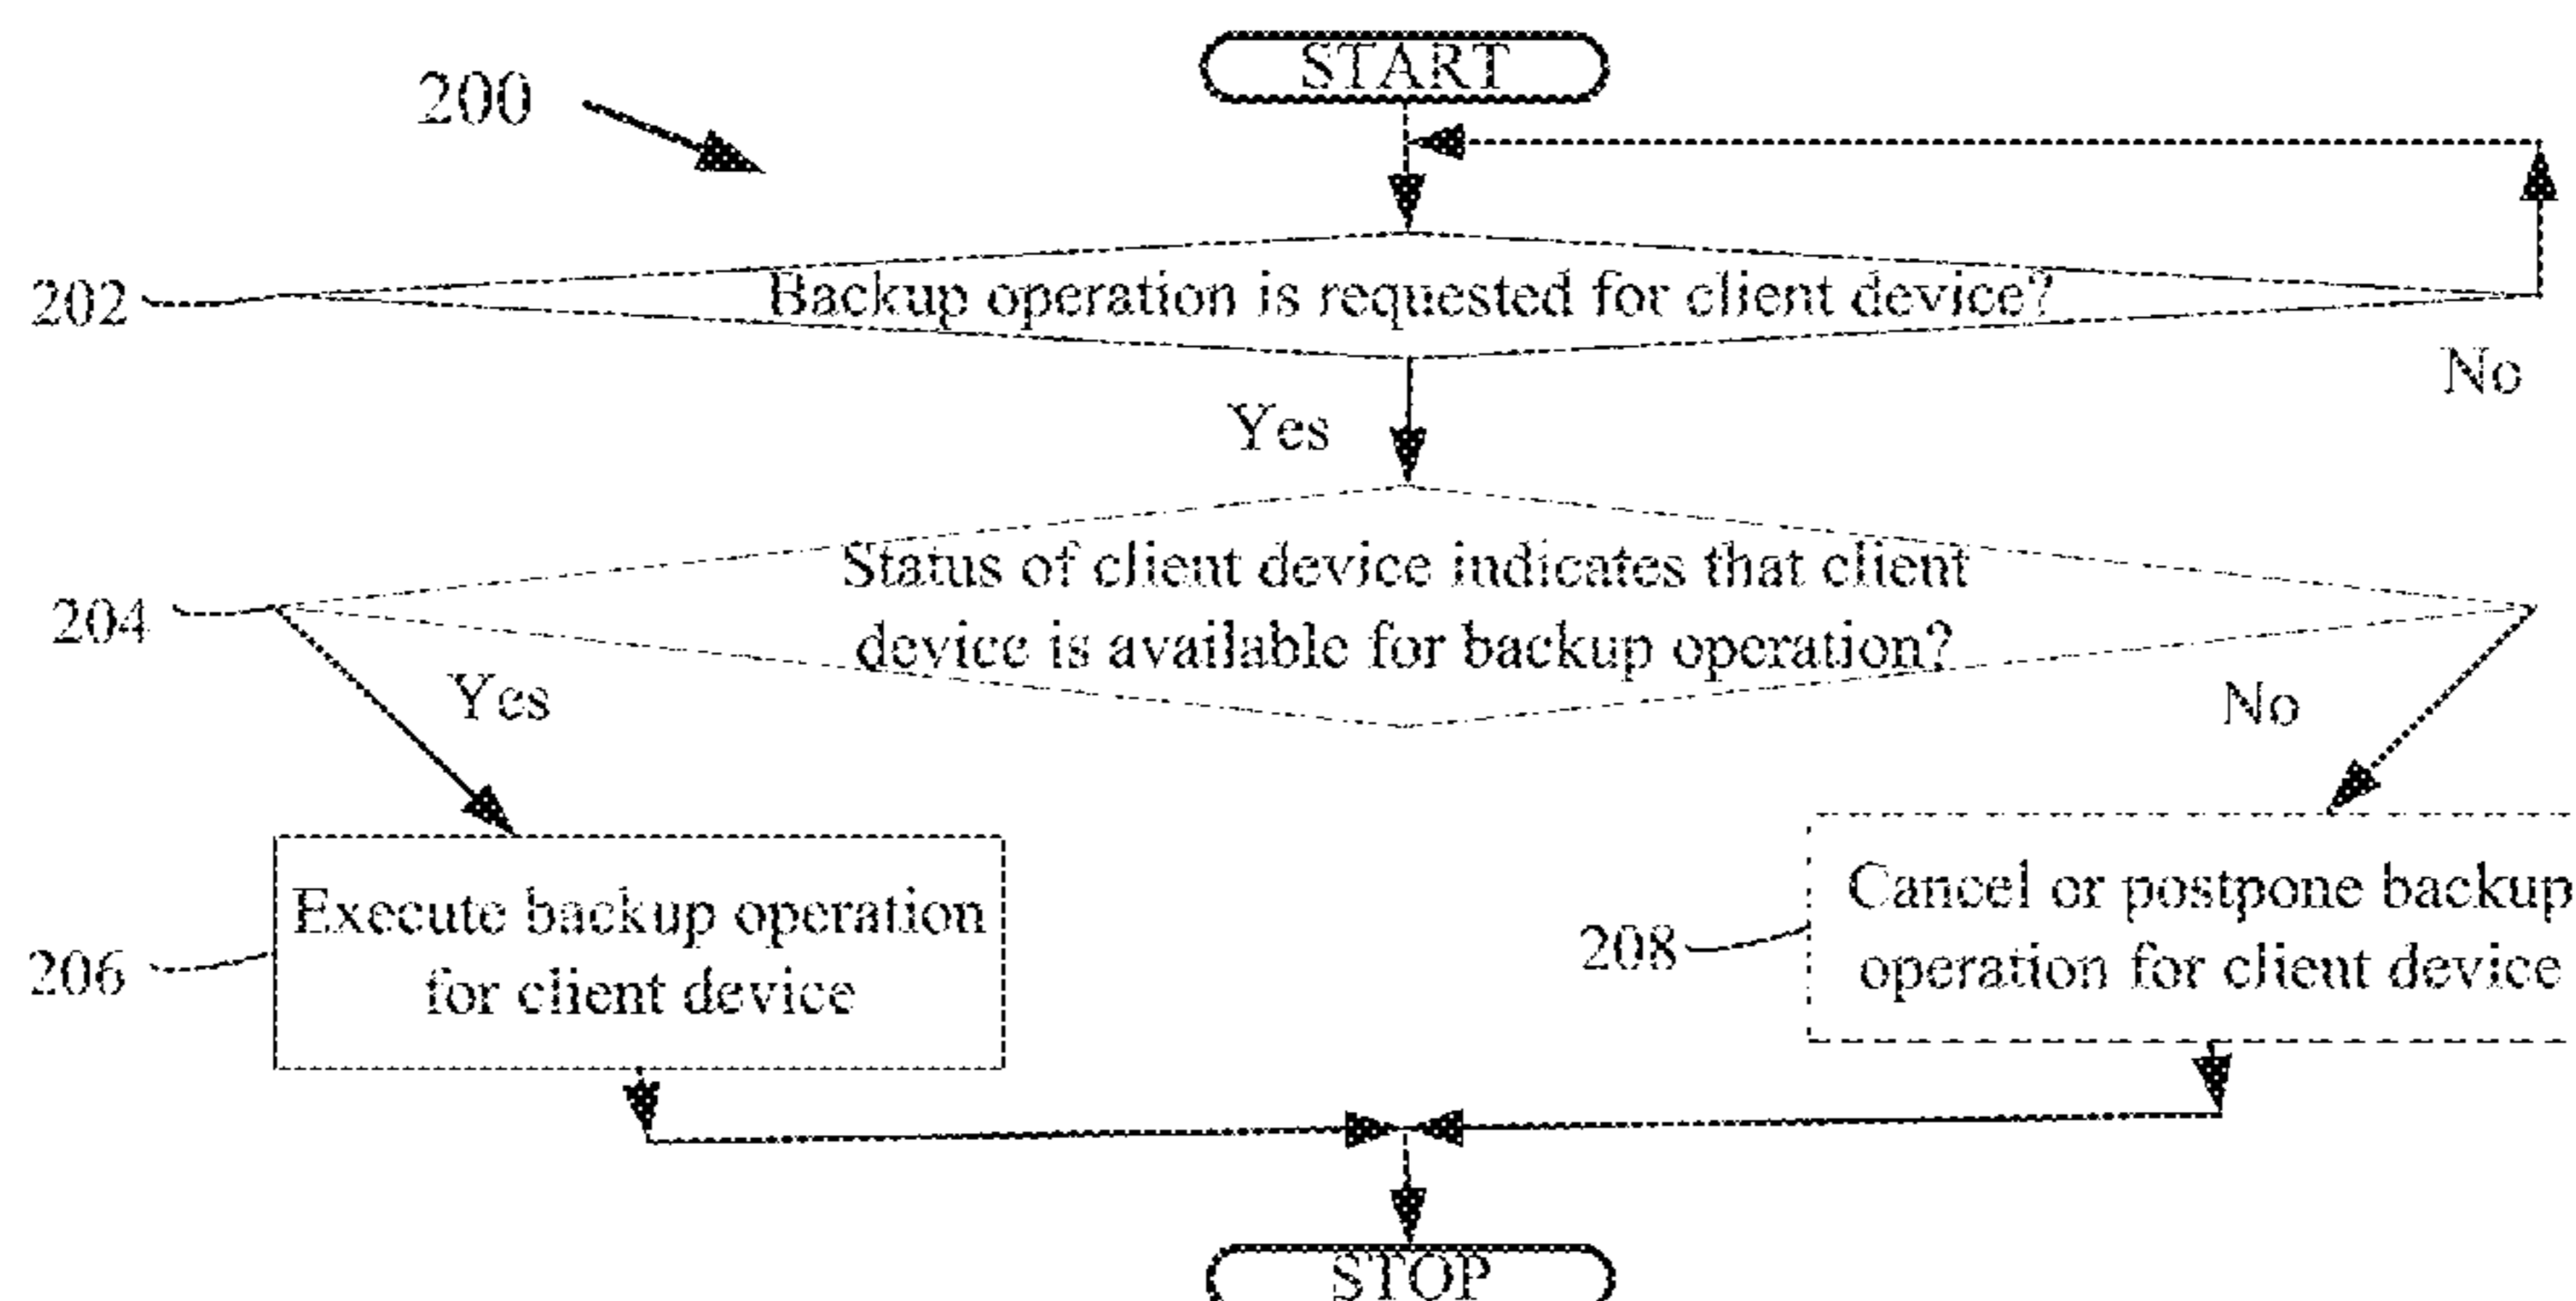 START
200
Backup operation is requested for client device?
202
No
Yes
Status of client device indicates that client
device is available for backup operation?
204
Yes
No
Execute backup operation
for client device
206
Cancel or postpone backup
operation for client device
208
STOP